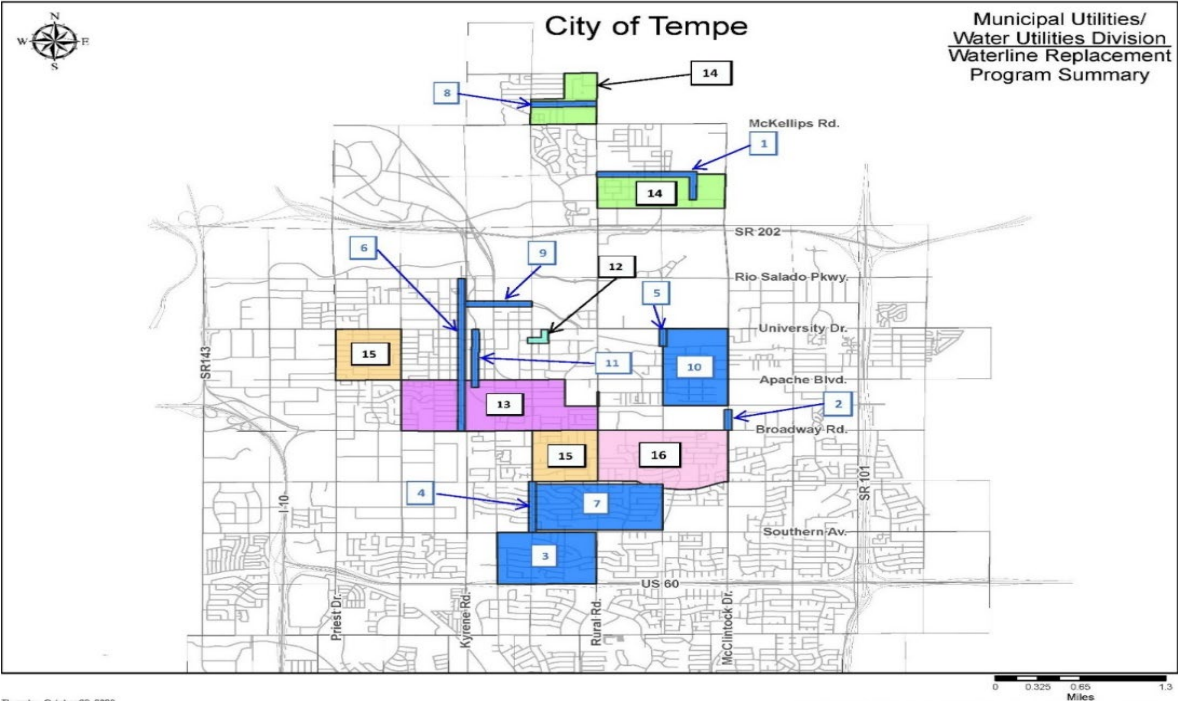 City of Tempe
Municipal Utilities/
Water Utilities Division
Waterline Replacement
Program Summary
N
W E
S
14
8
McKellips Rd.
1
14
SR 202
6
9
12
Rio Salado Pkwy.
5
University Dr.
15
11
10
SR143
Apache Blvd.
13
2
Broadway Rd.
15
16
4
7
SR 101
I-10
Southern Av.
3
US 60
Priest Dr.
Kyrene Rd.
Rural Rd.
McClintock Dr.
0 0.325 0.65 1.3
Miles